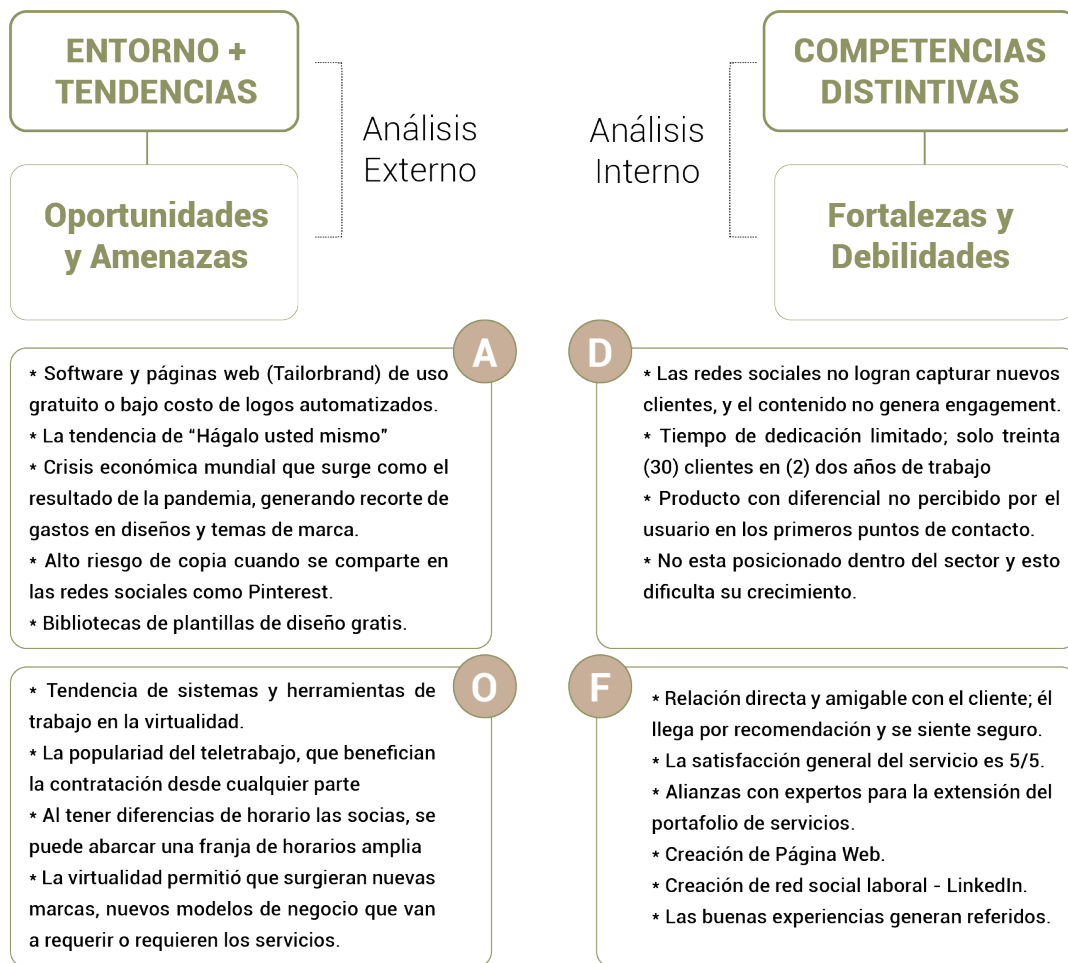 ENTORNO +
TENDENCIAS
Análisis
Externo
Oportunidades
y Amenazas
COMPETENCIAS
DISTINTIVAS
Análisis
Interno
Fortalezas y
Debilidades
A
* Software y páginas web (Tailorbrand) de uso
gratuito o bajo costo de logos automatizados.
* La tendencia de “Hágalo usted mismo”
* Crisis económica mundial que surge como el
resultado de la pandemia, generando recorte de
gastos en diseños y temas de marca.
* Alto riesgo de copia cuando se comparte en
las redes sociales como Pinterest.
* Bibliotecas de plantillas de diseño gratis.
D
* Las redes sociales no logran capturar nuevos
clientes, y el contenido no genera engagement.
* Tiempo de dedicación limitado; solo treinta
(30) clientes en (2) dos años de trabajo
* Producto con diferencial no percibido por el
usuario en los primeros puntos de contacto.
* No esta posicionado dentro del sector y esto
dificulta su crecimiento.
O
* Tendencia de sistemas y herramientas de
trabajo en la virtualidad.
* La populariad del teletrabajo, que benefician
la contratación desde cualquier parte
* Al tener diferencias de horario las socias, se
puede abarcar una franja de horarios amplia
* La virtualidad permitió que surgieran nuevas
marcas, nuevos modelos de negocio que van
a requerir o requieren los servicios.
F
* Relación directa y amigable con el cliente; él
llega por recomendación y se siente seguro.
* La satisfacción general del servicio es 5/5.
* Alianzas con expertos para la extensión del
portafolio de servicios.
* Creación de Página Web.
* Creación de red social laboral - LinkedIn.
* Las buenas experiencias generan referidos.